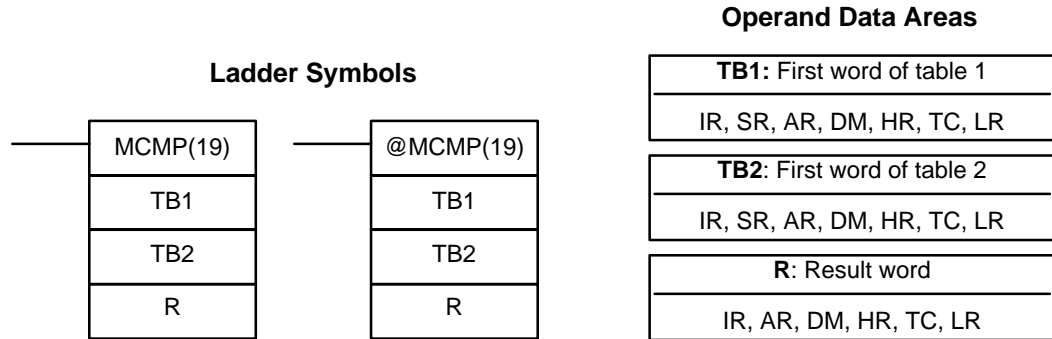 Ladder Symbols
MCMP(19)
TB1
TB2
R
@MCMP(19)
TB1
TB2
R
Operand Data Areas
TB1: First word of table 1
IR, SR, AR, DM, HR, TC, LR
TB2: First word of table 2
IR, SR, AR, DM, HR, TC, LR
R: Result word
IR, AR, DM, HR, TC, LR